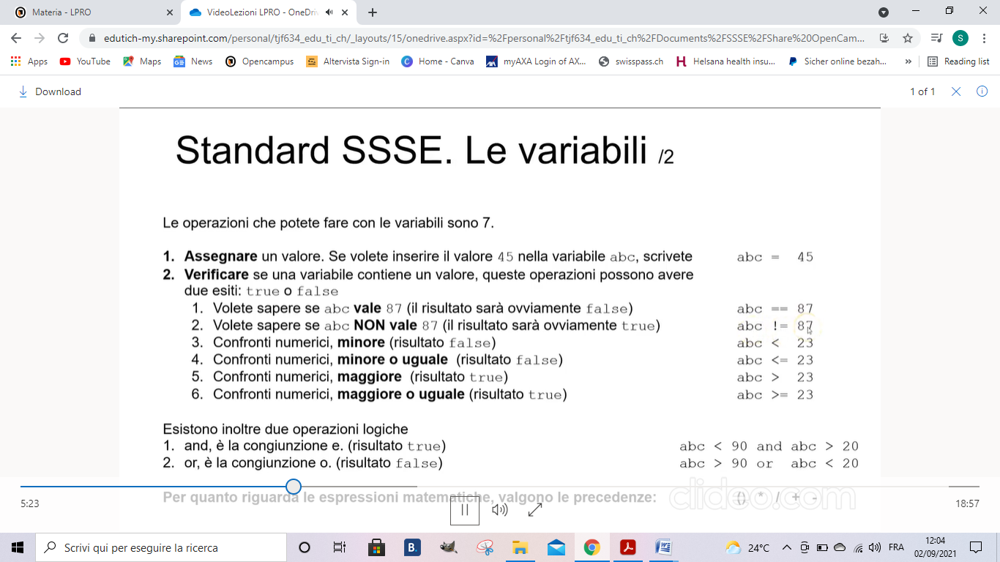 Materia - LPRO
VideoLezioni LPRO - OneDriv
edutich-my.sharepoint.com/personal/tjf634_edu_ti_ch/_layouts/15/onedrive.aspx?id=%2Fpersonal%2Ftjf634_edu_ti_ch%2FDocuments%2FSSSE%2FShare%20OpenCam...
S
Apps YouTube Maps News Opencampus Altervista Sign-in Home - Canva myAXA Login of AX... swisspass.ch Helsana health insu... Sicher online bezah... » Reading list
Download 1 of 1
Standard SSSE. Le variabili /2
Le operazioni che potete fare con le variabili sono 7.
1. Assegnare un valore. Se volete inserire il valore 45 nella variabile abc, scrivete abc = 45
2. Verificare se una variabile contiene un valore, queste operazioni possono avere
due esiti: true o false
1. Volete sapere se abc vale 87 (il risultato sarà ovviamente false) abc == 87
2. Volete sapere se abc NON vale 87 (il risultato sarà ovviamente true) abc != 87
3. Confronti numerici, minore (risultato false) abc < 23
4. Confronti numerici, minore o uguale (risultato false) abc <= 23
5. Confronti numerici, maggiore (risultato true) abc > 23
6. Confronti numerici, maggiore o uguale (risultato true) abc >= 23
Esistono inoltre due operazioni logiche
1. and, è la congiunzione e. (risultato true) abc < 90 and abc > 20
2. or, è la congiunzione o. (risultato false) abc > 90 or abc < 20
Per quanto riguarda le espressioni matematiche, valgono le precedenze: () * / + -
clideo.com
5:23 18:57
Scrivi qui per eseguire la ricerca
B.
24°C
FRA
12:04
02/09/2021